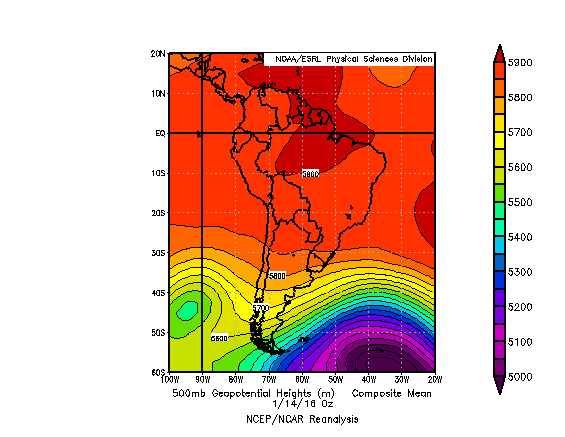 NOAA/ESRL Physical Sciences Division
20N
10N
EQ
10S
20S
30S
40S
50S
60S
100W 90W 80W 70W 60W 50W 40W 30W 20W
5900
5800
5700
5600
5900
5800
5700
5600
5500
5400
5300
5200
5100
5000
500mb Geopotential Heights (m) Composite Mean
1/14/16 0z
NCEP/NCAR Reanalysis